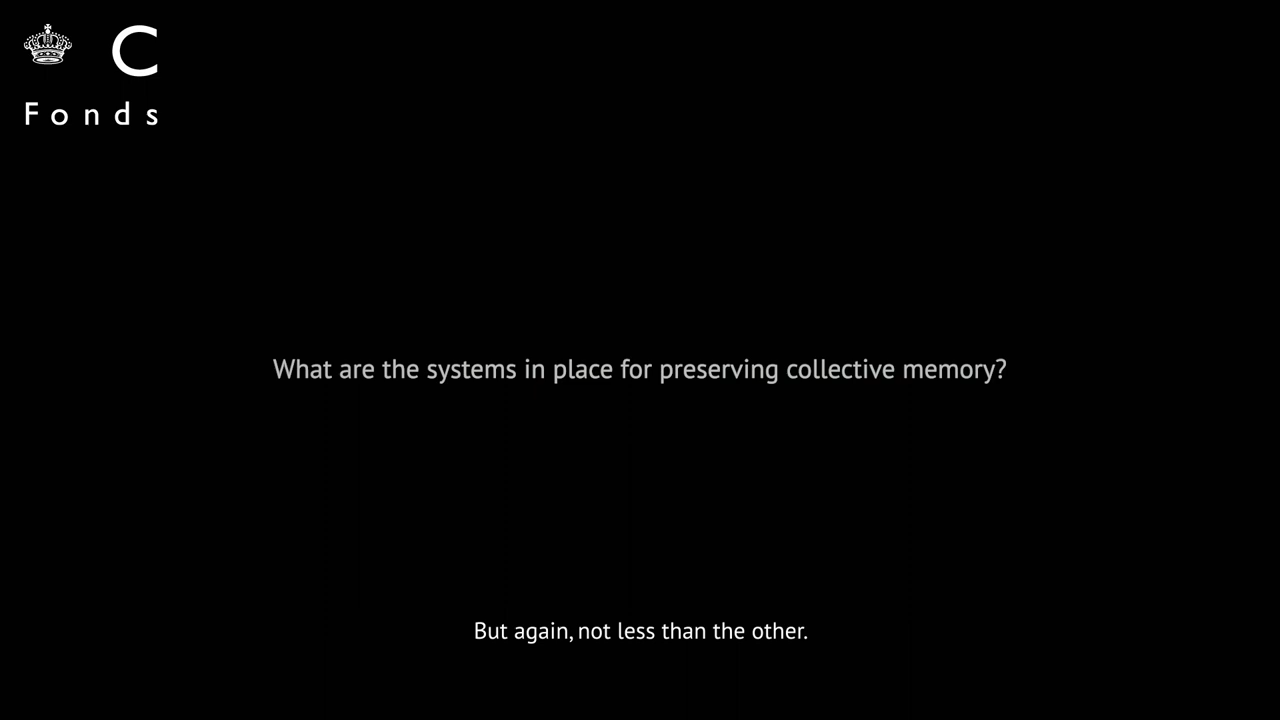 C
Fonds
What are the systems in place for preserving collective memory?
But again, not less than the other.